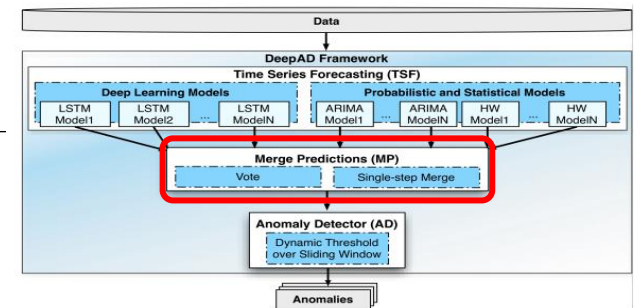 Data
DeepAD Framework
Time Series Forecasting (TSF)
Deep Learning Models
Probabilistic and Statistical Models
LSTM Model1
LSTM Model2
...
LSTM ModelN
ARIMA Model1
...
ARIMA ModelN
HW Model1
...
HW ModelN
Merge Predictions (MP)
Vote
Single-step Merge
Anomaly Detector (AD)
Dynamic Threshold
over Sliding Window
Anomalies